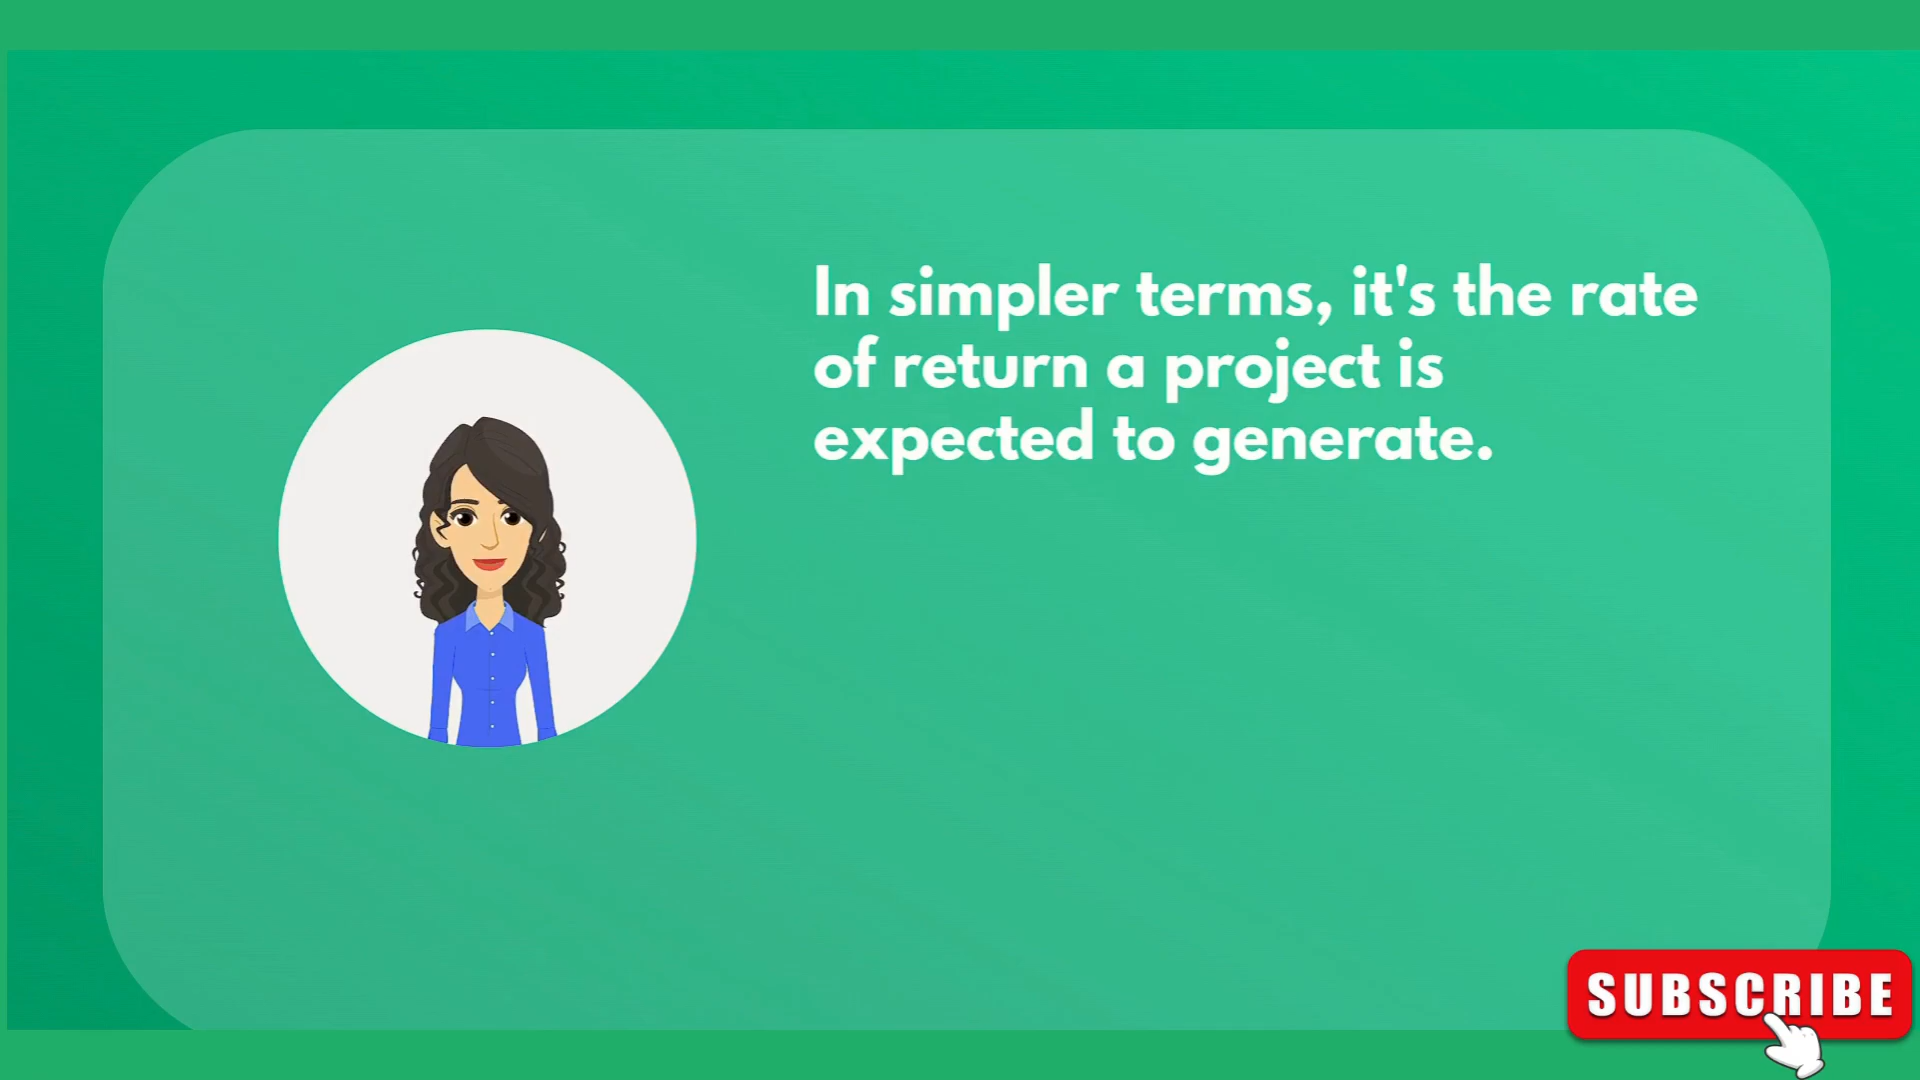 In simpler terms, it's the rate
of return a project is
expected to generate.
SUBSCRIBE